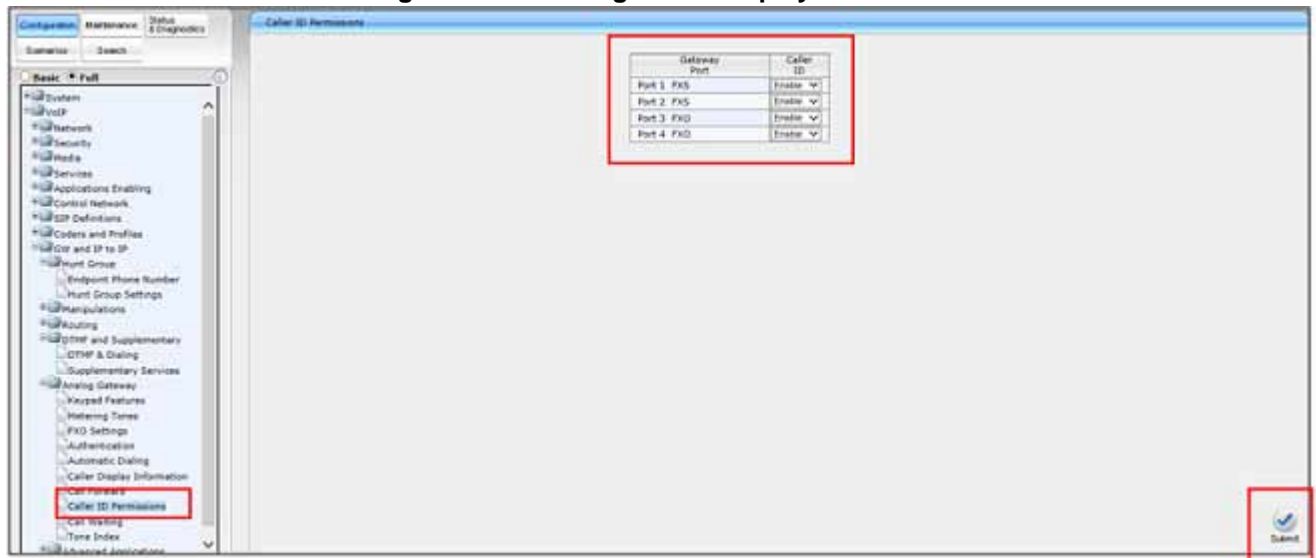 Configuration Maintenance Status & Diagnostics
Scenarios Search
Basic Full
System
VoIP
Network
Security
Media
Services
Applications Enabling
Control Network
SIP Definitions
Coders and Profiles
GW and IP to IP
Hunt Group
Endpoint Phone Number
Hunt Group Settings
Manipulations
Routing
DTMF and Supplementary
DTMF & Dialing
Supplementary Services
Analog Gateway
Keypad Features
Metering Tones
FXO Settings
Authentication
Automatic Dialing
Caller Display Information
Call Forward
Caller ID Permissions
Call Waiting
Tone Index
Advanced Applications
Caller ID Permissions
Gateway Port Caller ID
Port 1 FXS Enable
Port 2 FXS Enable
Port 3 FXO Enable
Port 4 FXO Enable
Submit